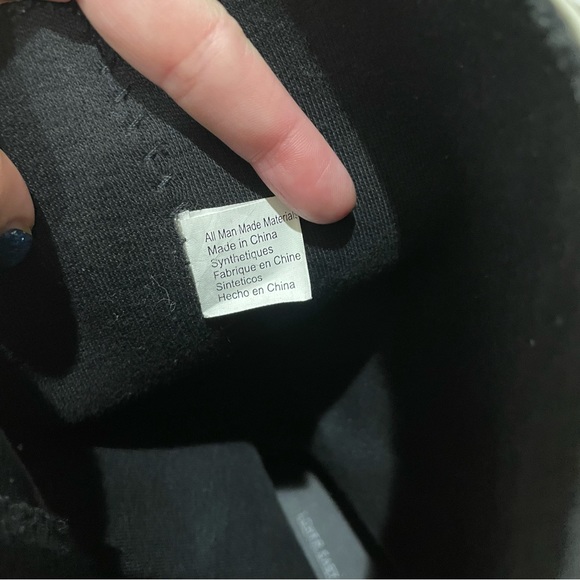 All Man Made Materials
Made in China
Synthetiques
Fabrique en Chine
Sinteticos
Hecho en China